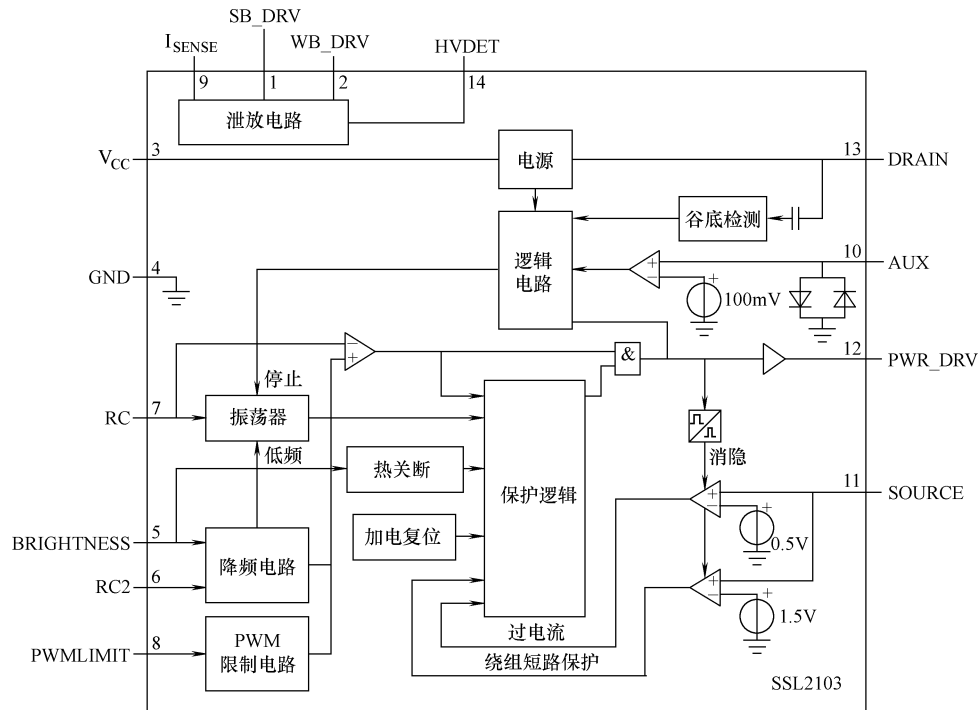 SB_DRV
I_SENSE
WB_DRV
HVDET
9
1
2
14
泄放电路
V_CC
3
电源
13
DRAIN
谷底检测
GND
4
逻辑
电路
+
−
+
100mV
10
AUX
−
+
&
12
PWR_DRV
停止
RC
7
振荡器
低频
消隐
热关断
保护逻辑
11
SOURCE
+
−
+
0.5V
BRIGHTNESS
5
加电复位
降频电路
RC2
6
+
−
+
1.5V
PWMLIMIT
8
PWM
限制电路
过电流
绕组短路保护
SSL2103